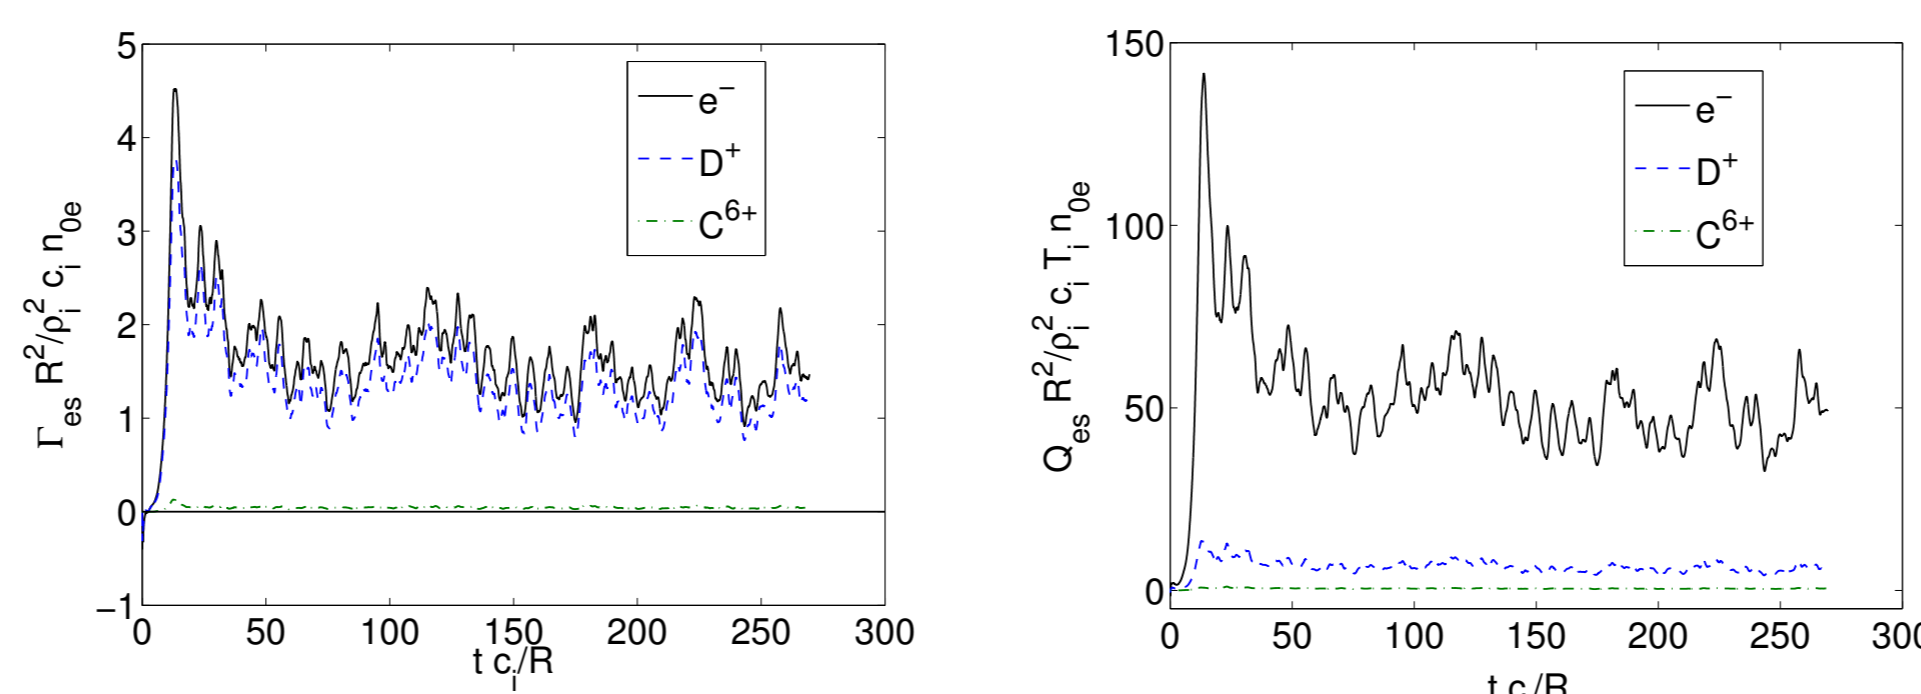 5
4
3
2
1
0
−1
0 50 100 150 200 250 300
Γes R²/ρi² ci n0e
t ci/R
e−
D+
C6+
150
100
50
0
0 50 100 150 200 250
Qes R²/ρi² ci Ti n0e
e−
D+
C6+